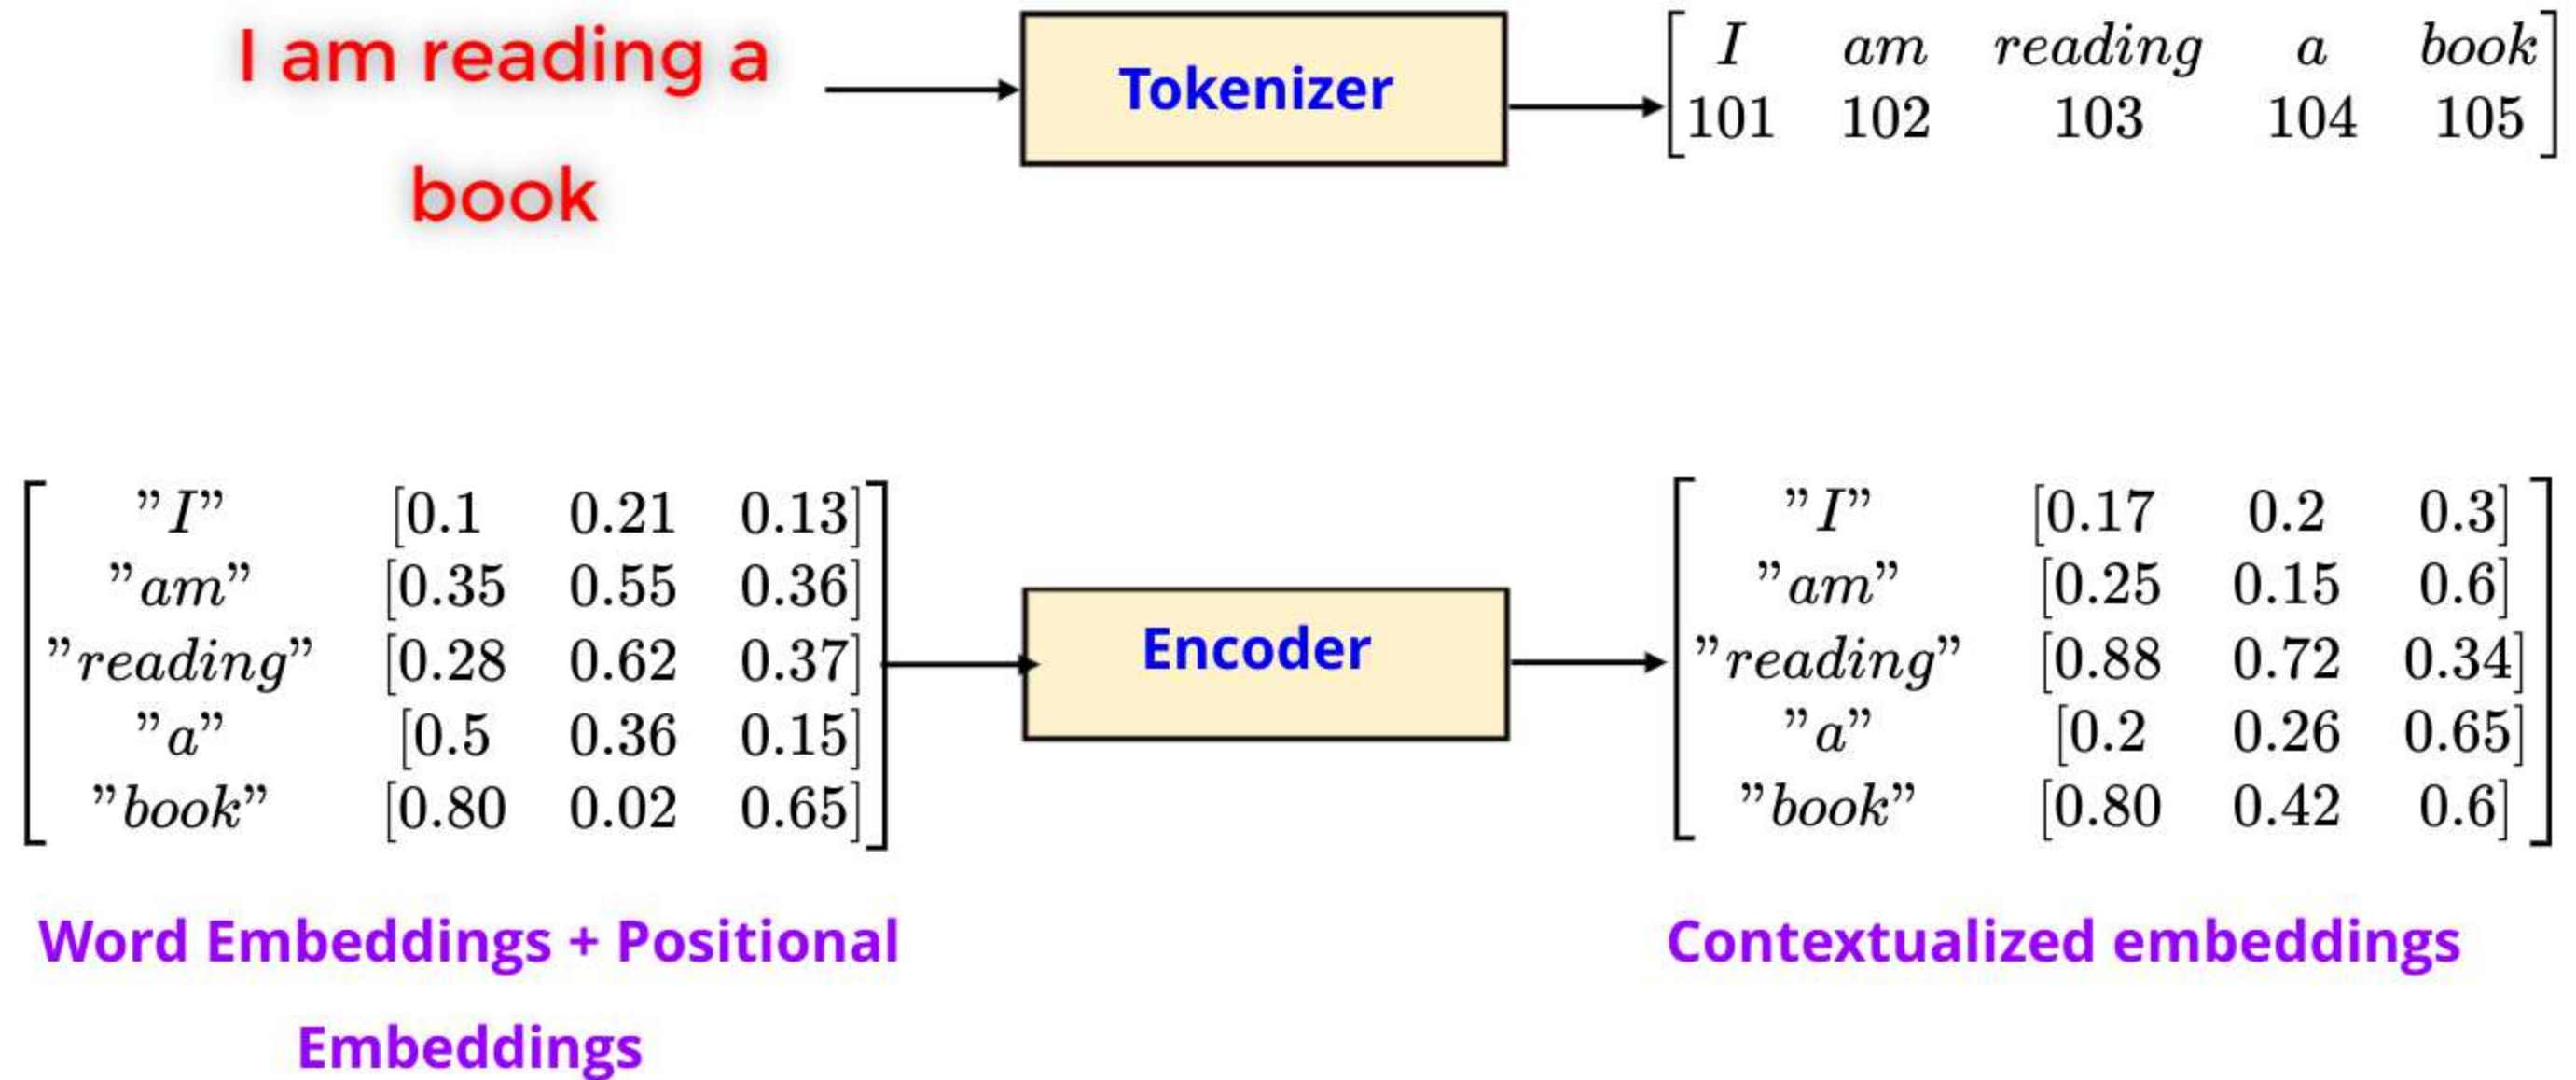 I am reading a
book
Tokenizer
I am reading a book
101 102 103 104 105
"I" [0.1 0.21 0.13]
"am" [0.35 0.55 0.36]
"reading" [0.28 0.62 0.37]
"a" [0.5 0.36 0.15]
"book" [0.80 0.02 0.65]
Encoder
"I" [0.17 0.2 0.3]
"am" [0.25 0.15 0.6]
"reading" [0.88 0.72 0.34]
"a" [0.2 0.26 0.65]
"book" [0.80 0.42 0.6]
Word Embeddings + Positional
Embeddings
Contextualized embeddings